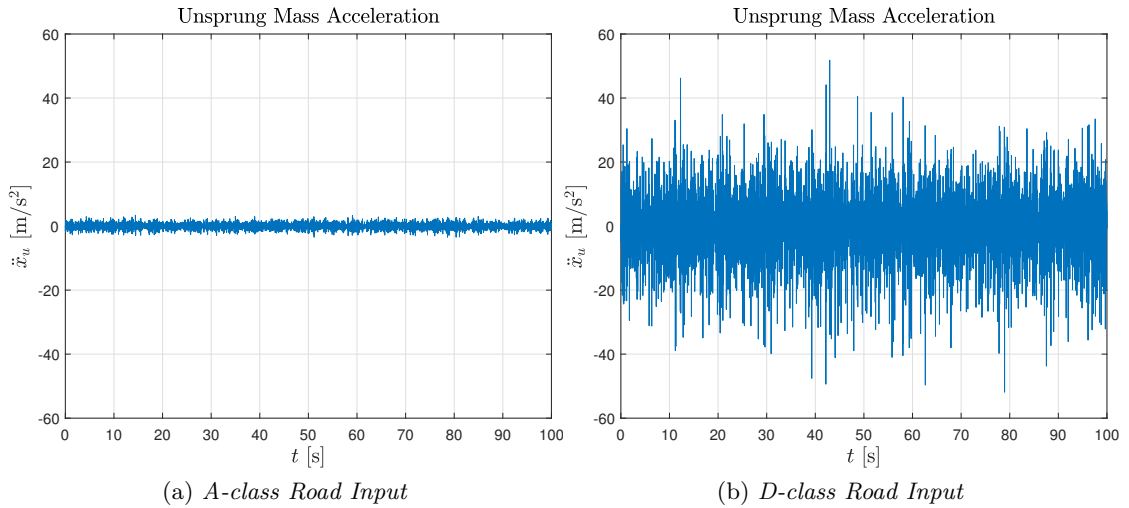 Unsprung Mass Acceleration
60
40
20
0
-20
-40
-60
ẍᵤ [m/s²]
0 10 20 30 40 50 60 70 80 90 100
t [s]
(a) A-class Road Input
Unsprung Mass Acceleration
60
40
20
0
-20
-40
-60
ẍᵤ [m/s²]
0 10 20 30 40 50 60 70 80 90 100
t [s]
(b) D-class Road Input